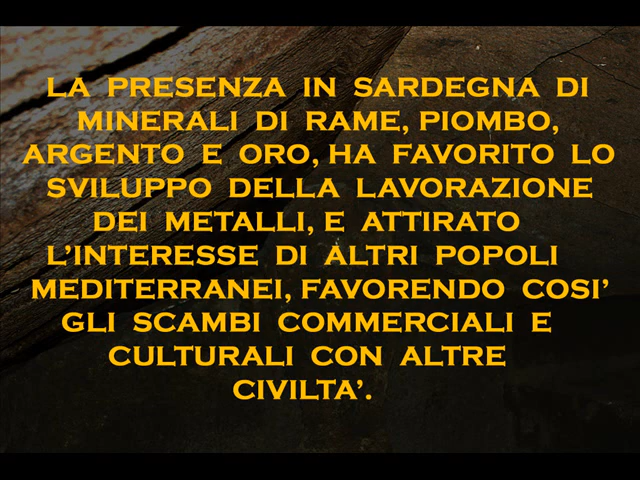 LA PRESENZA IN SARDEGNA DI
MINERALI DI RAME, PIOMBO,
ARGENTO E ORO, HA FAVORITO LO
SVILUPPO DELLA LAVORAZIONE
DEI METALLI, E ATTIRATO
L’INTERESSE DI ALTRI POPOLI
MEDITERRANEI, FAVORENDO COSI’
GLI SCAMBI COMMERCIALI E
CULTURALI CON ALTRE
CIVILTA’.